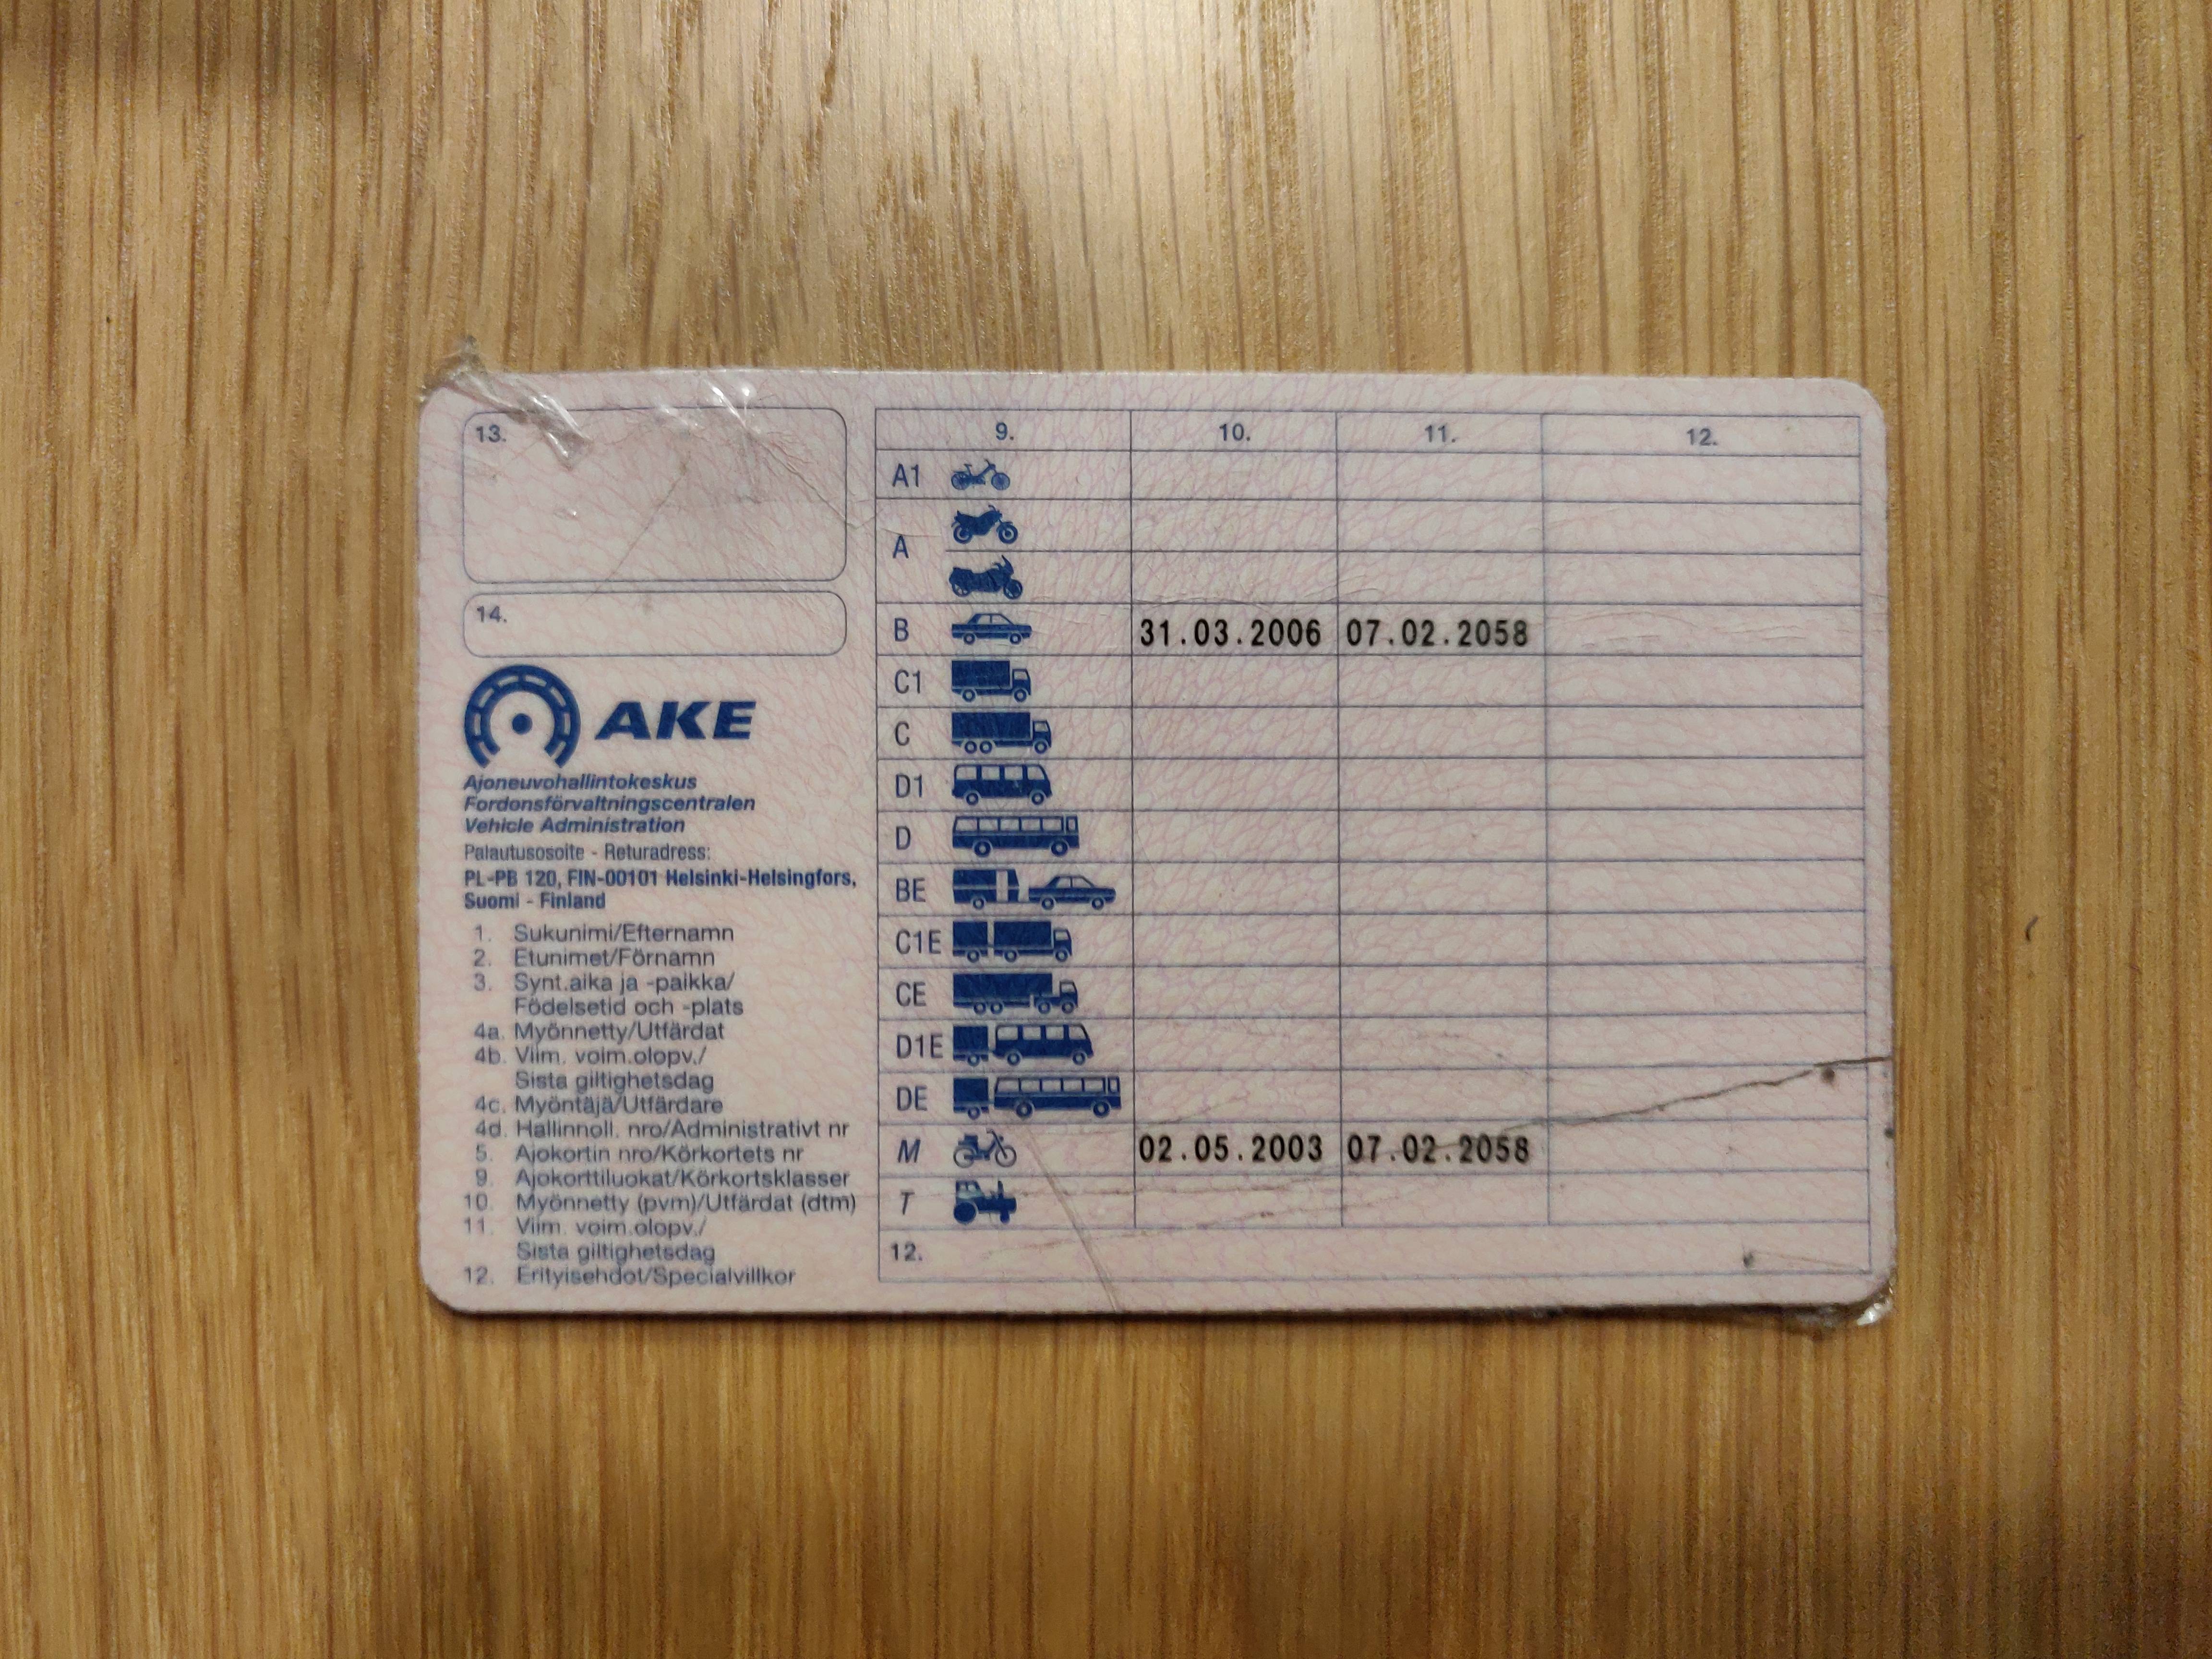 13.
14.
AKE
Ajoneuvohallintokeskus
Fordonsförvaltningscentralen
Vehicle Administration
Palautusosoite - Returadress:
PL-PB 120, FIN-00101 Helsinki-Helsingfors,
Suomi - Finland
1. Sukunimi/Efternamn
2. Etunimet/Förnamn
3. Synt.aika ja -paikka/
Födelsetid och -plats
4a. Myönnetty/Utfärdat
4b. Viim. voim.olopv./
Sista giltighetsdag
4c. Myöntäjä/Utfärdare
4d. Hallinnoll. nro/Administrativt nr
5. Ajokortin nro/Körkortets nr
9. Ajokorttiluokat/Körkortsklasser
10. Myönnetty (pvm)/Utfärdat (dtm)
11. Viim. voim.olopv./
Sista giltighetsdag
12. Erityisehdot/Specialvillkor
9. 10. 11. 12.
A1
A
B 31.03.2006 07.02.2058
C1
C
D1
D
BE
C1E
CE
D1E
DE
M 02.05.2003 07.02.2058
T
12.